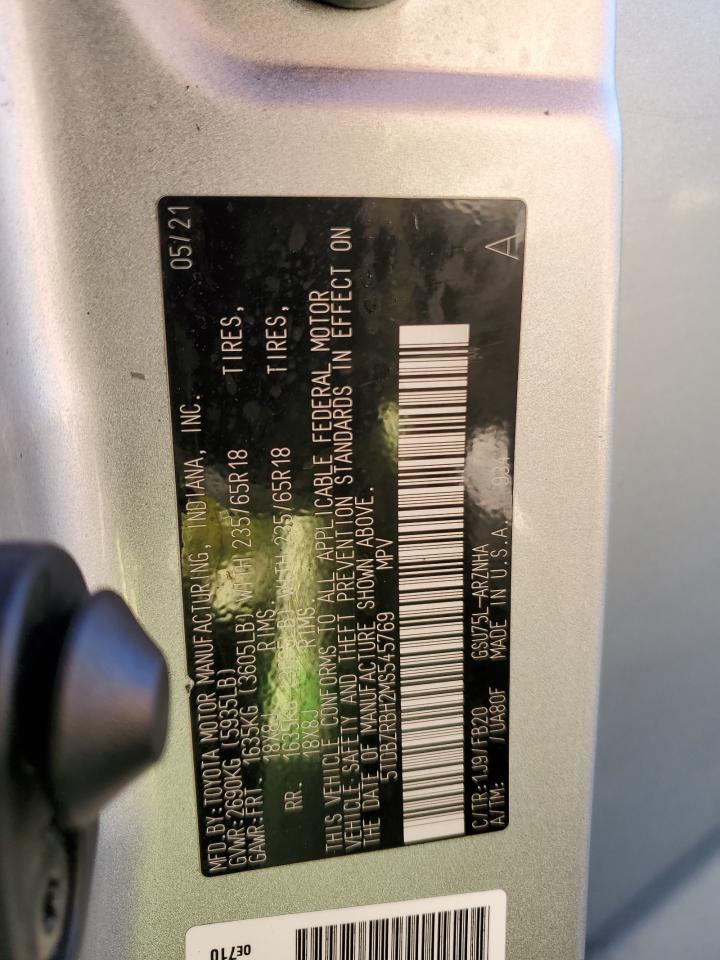 MFD.BY:TOYOTA MOTOR MANUFACTURING, INDIANA, INC. 05/21
GVWR:2690KG (5935LB)
GAWR:FRT. 1635KG (3605LB) WITH 235/65R18 TIRES,
18X8J RIMS.
RR. 1635KG (3605LB) WITH 235/65R18 TIRES,
18X8J RIMS.
THIS VEHICLE CONFORMS TO ALL APPLICABLE FEDERAL MOTOR
VEHICLE SAFETY AND THEFT PREVENTION STANDARDS IN EFFECT ON
THE DATE OF MANUFACTURE SHOWN ABOVE.
5TDBZRBH2MS545769 MPV
C/TR:1J9/FB20 GSU75L-ARZNHA
A/TM: /UA80F MADE IN U.S.A. 934 A
0E710